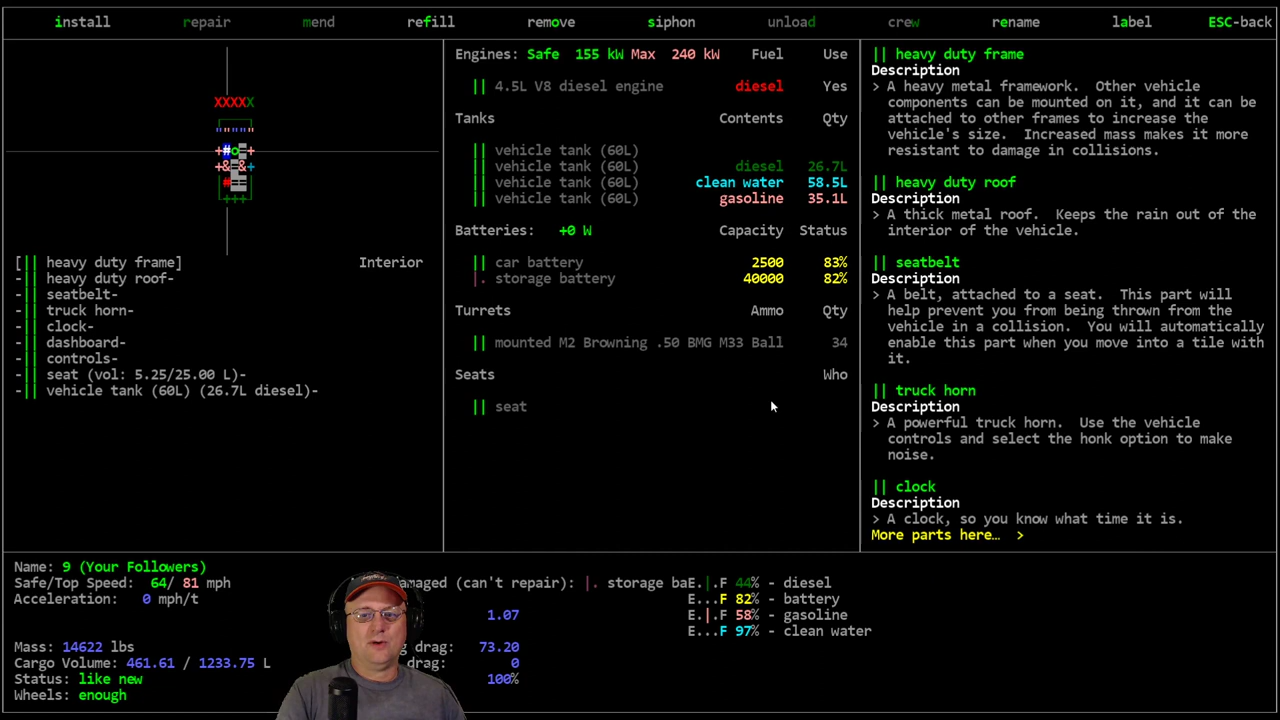 install repair mend refill remove siphon unload crew rename label ESC-back
XXXXX
[|| heavy duty frame] Interior
-|| heavy duty roof-
-|| seatbelt-
-|| truck horn-
-|| clock-
-|| dashboard-
-|| controls-
-|| seat (vol: 5.25/25.00 L)-
-|| vehicle tank (60L) (26.7L diesel)-
Engines: Safe 155 kW Max 240 kW Fuel Use
|| 4.5L V8 diesel engine diesel Yes
Tanks Contents Qty
|| vehicle tank (60L)
|| vehicle tank (60L) diesel 26.7L
|| vehicle tank (60L) clean water 58.5L
|| vehicle tank (60L) gasoline 35.1L
Batteries: +0 W Capacity Status
|| car battery 2500 83%
|. storage battery 40000 82%
Turrets Ammo Qty
|| mounted M2 Browning .50 BMG M33 Ball 34
Seats Who
|| seat
|| heavy duty frame
Description
> A heavy metal framework. Other vehicle
components can be mounted on it, and it can be
attached to other frames to increase the
vehicle's size. Increased mass makes it more
resistant to damage in collisions.
|| heavy duty roof
Description
> A thick metal roof. Keeps the rain out of the
interior of the vehicle.
|| seatbelt
Description
> A belt, attached to a seat. This part will
help prevent you from being thrown from the
vehicle in a collision. You will automatically
enable this part when you move into a tile with
it.
|| truck horn
Description
> A powerful truck horn. Use the vehicle
controls and select the honk option to make
noise.
|| clock
Description
> A clock, so you know what time it is.
More parts here… >
Name: 9 (Your Followers)
Safe/Top Speed: 64/ 81 mph
Acceleration: 0 mph/t
Mass: 14622 lbs
Cargo Volume: 461.61 / 1233.75 L
Status: like new
Wheels: enough
damaged (can't repair): |. storage ba
1.07
drag: 73.20
drag: 0
100%
E.|.F 44% - diesel
E...F 82% - battery
E.|.F 58% - gasoline
E...F 97% - clean water